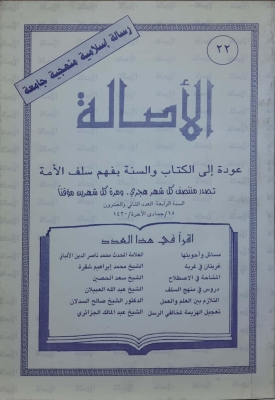 رسالة إسلامية منهجية جامعة
٢٢
الأصالة
عودة إلى الكتاب والسنة بفهم سلف الأمة
تصدر منتصف كل شهر هجري، ومرة كل شهرين مؤقتاً
السنة الرابعة العدد الثاني والعشرون
١٥/جمادى الآخرة/١٤٢٠
اقرأ في هذا العدد
مسائل وأجوبتها العلامة المحدث محمد ناصر الدين الألباني
غربتان في غربة الشيخ محمد إبراهيم شقرة
المشاحة في الاصطلاح الشيخ سعد الحصين
دروس في منهج السلف الشيخ عبد الله العبيلان
التلازم بين العلم والعمل الدكتور الشيخ صالح السدلان
تعجيل الهزيمة لمخالفي الرسل الشيخ عبد المالك الجزائري